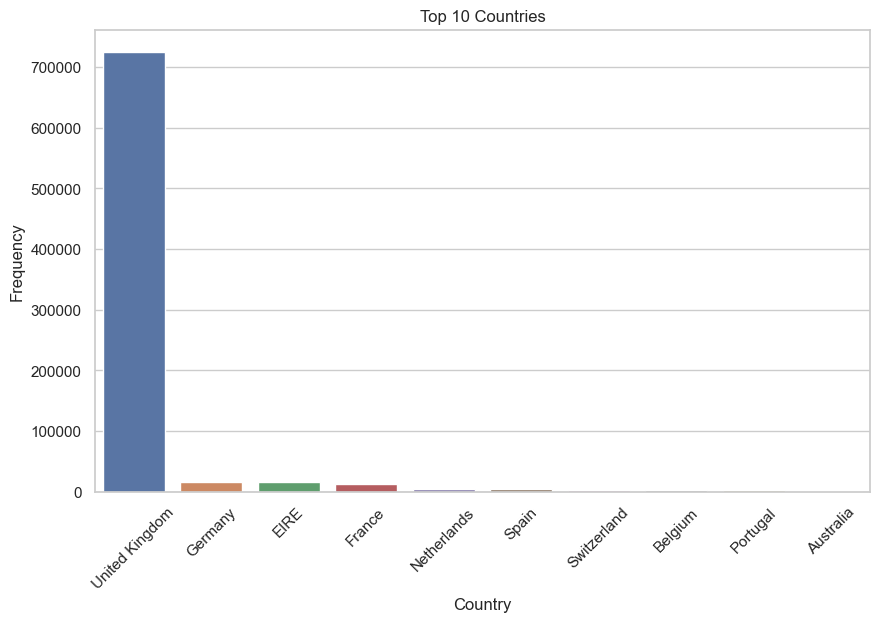 Top 10 Countries
Frequency
700000
600000
500000
400000
300000
200000
100000
0
United Kingdom
Germany
EIRE
France
Netherlands
Spain
Switzerland
Belgium
Portugal
Australia
Country